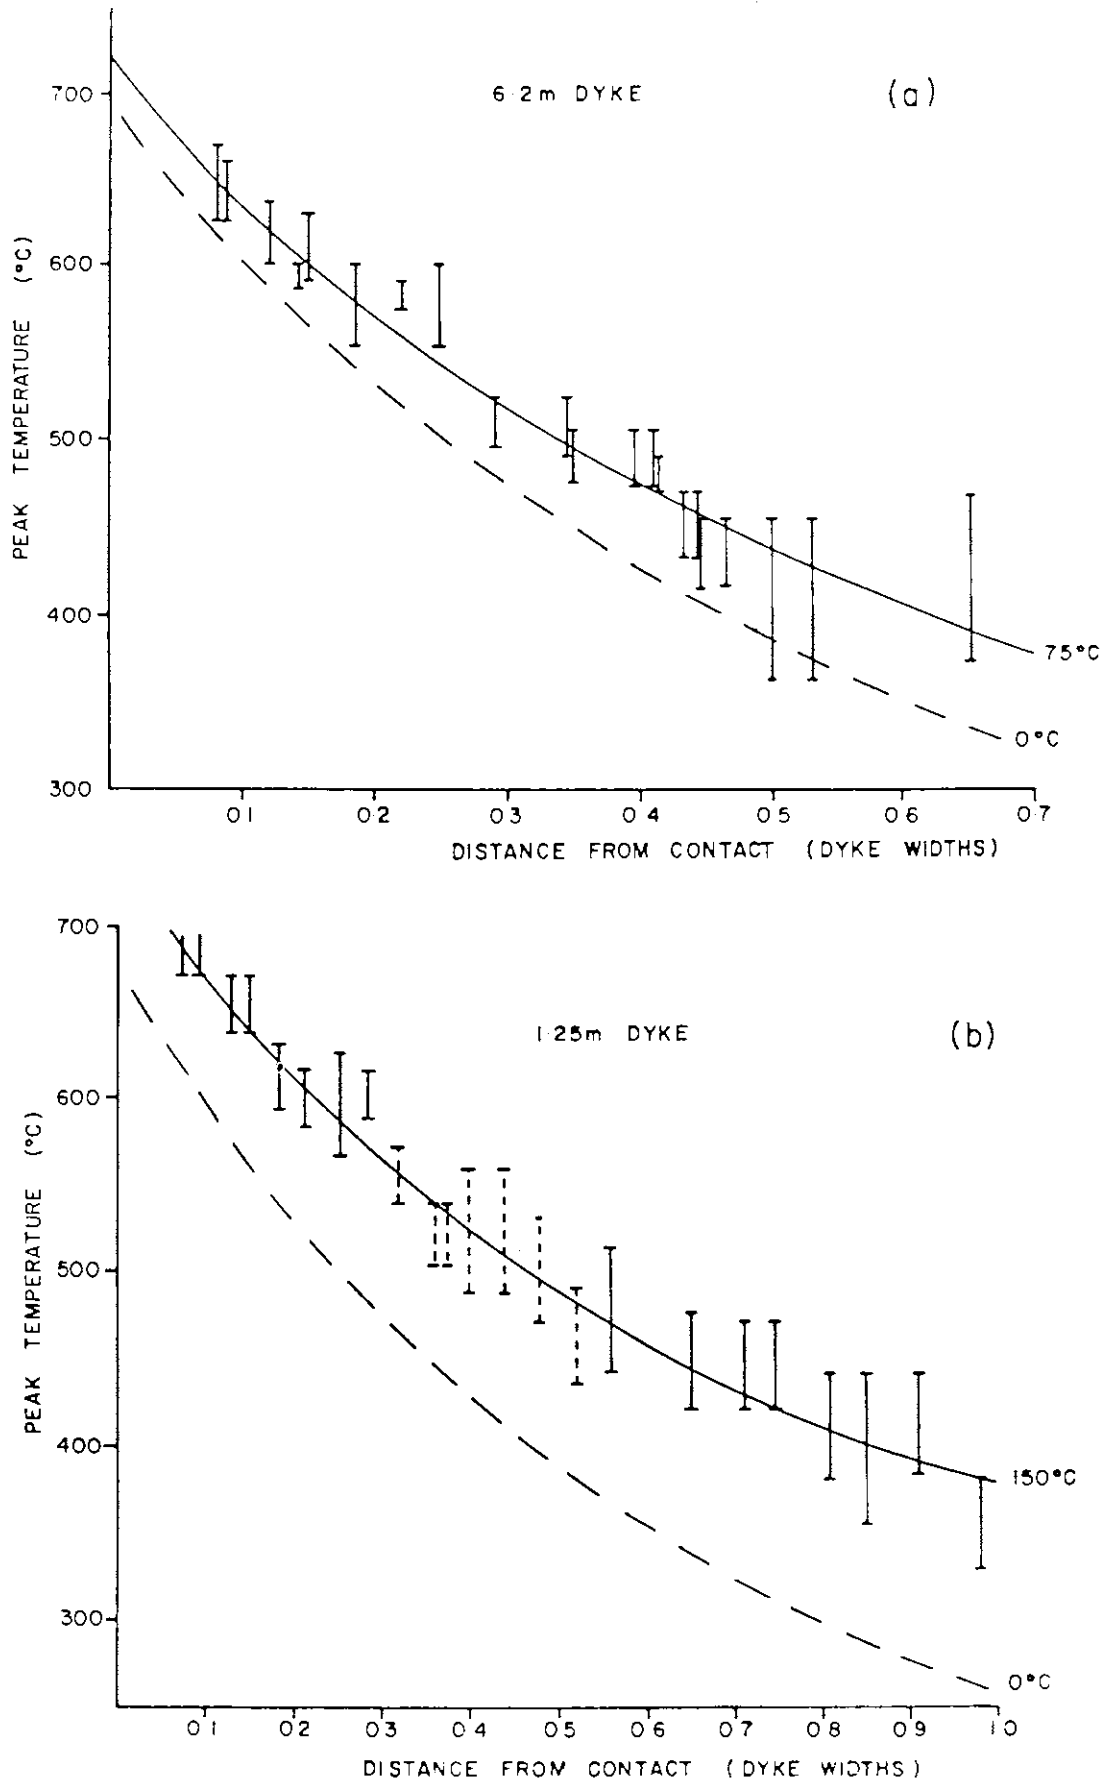 6·2m DYKE
(a)
PEAK TEMPERATURE (°C)
700
600
500
400
300
75°C
0°C
0·1 0·2 0·3 0·4 0·5 0·6 0·7
DISTANCE FROM CONTACT (DYKE WIDTHS)
1·25m DYKE
(b)
PEAK TEMPERATURE (°C)
700
600
500
400
300
150°C
0°C
0·1 0·2 0·3 0·4 0·5 0·6 0·7 0·8 0·9 1·0
DISTANCE FROM CONTACT (DYKE WIDTHS)